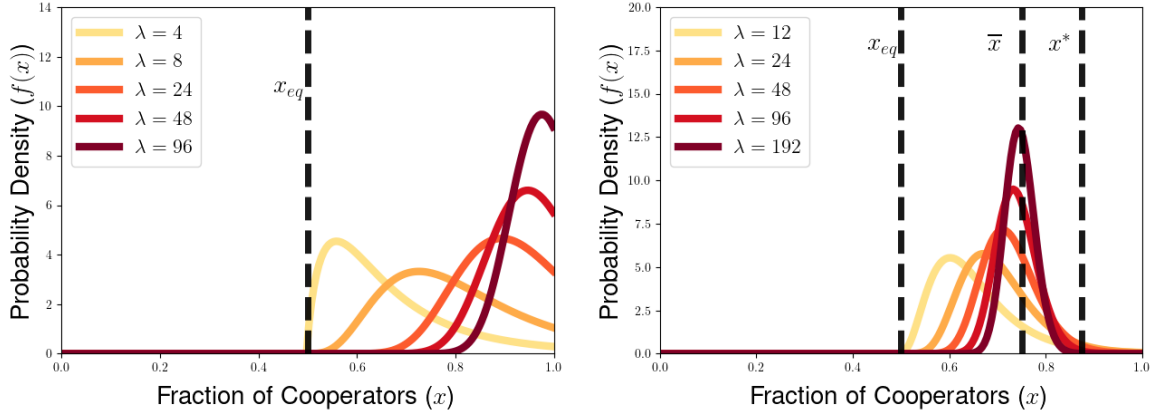 14
12
10
8
6
4
2
0
0.0 0.2 0.4 0.6 0.8 1.0
Probability Density (f(x))
Fraction of Cooperators (x)
λ = 4
λ = 8
λ = 24
λ = 48
λ = 96
x_eq
20.0
17.5
15.0
12.5
10.0
7.5
5.0
2.5
0.0
0.0 0.2 0.4 0.6 0.8 1.0
Probability Density (f(x))
Fraction of Cooperators (x)
λ = 12
λ = 24
λ = 48
λ = 96
λ = 192
x_eq x̄ x*